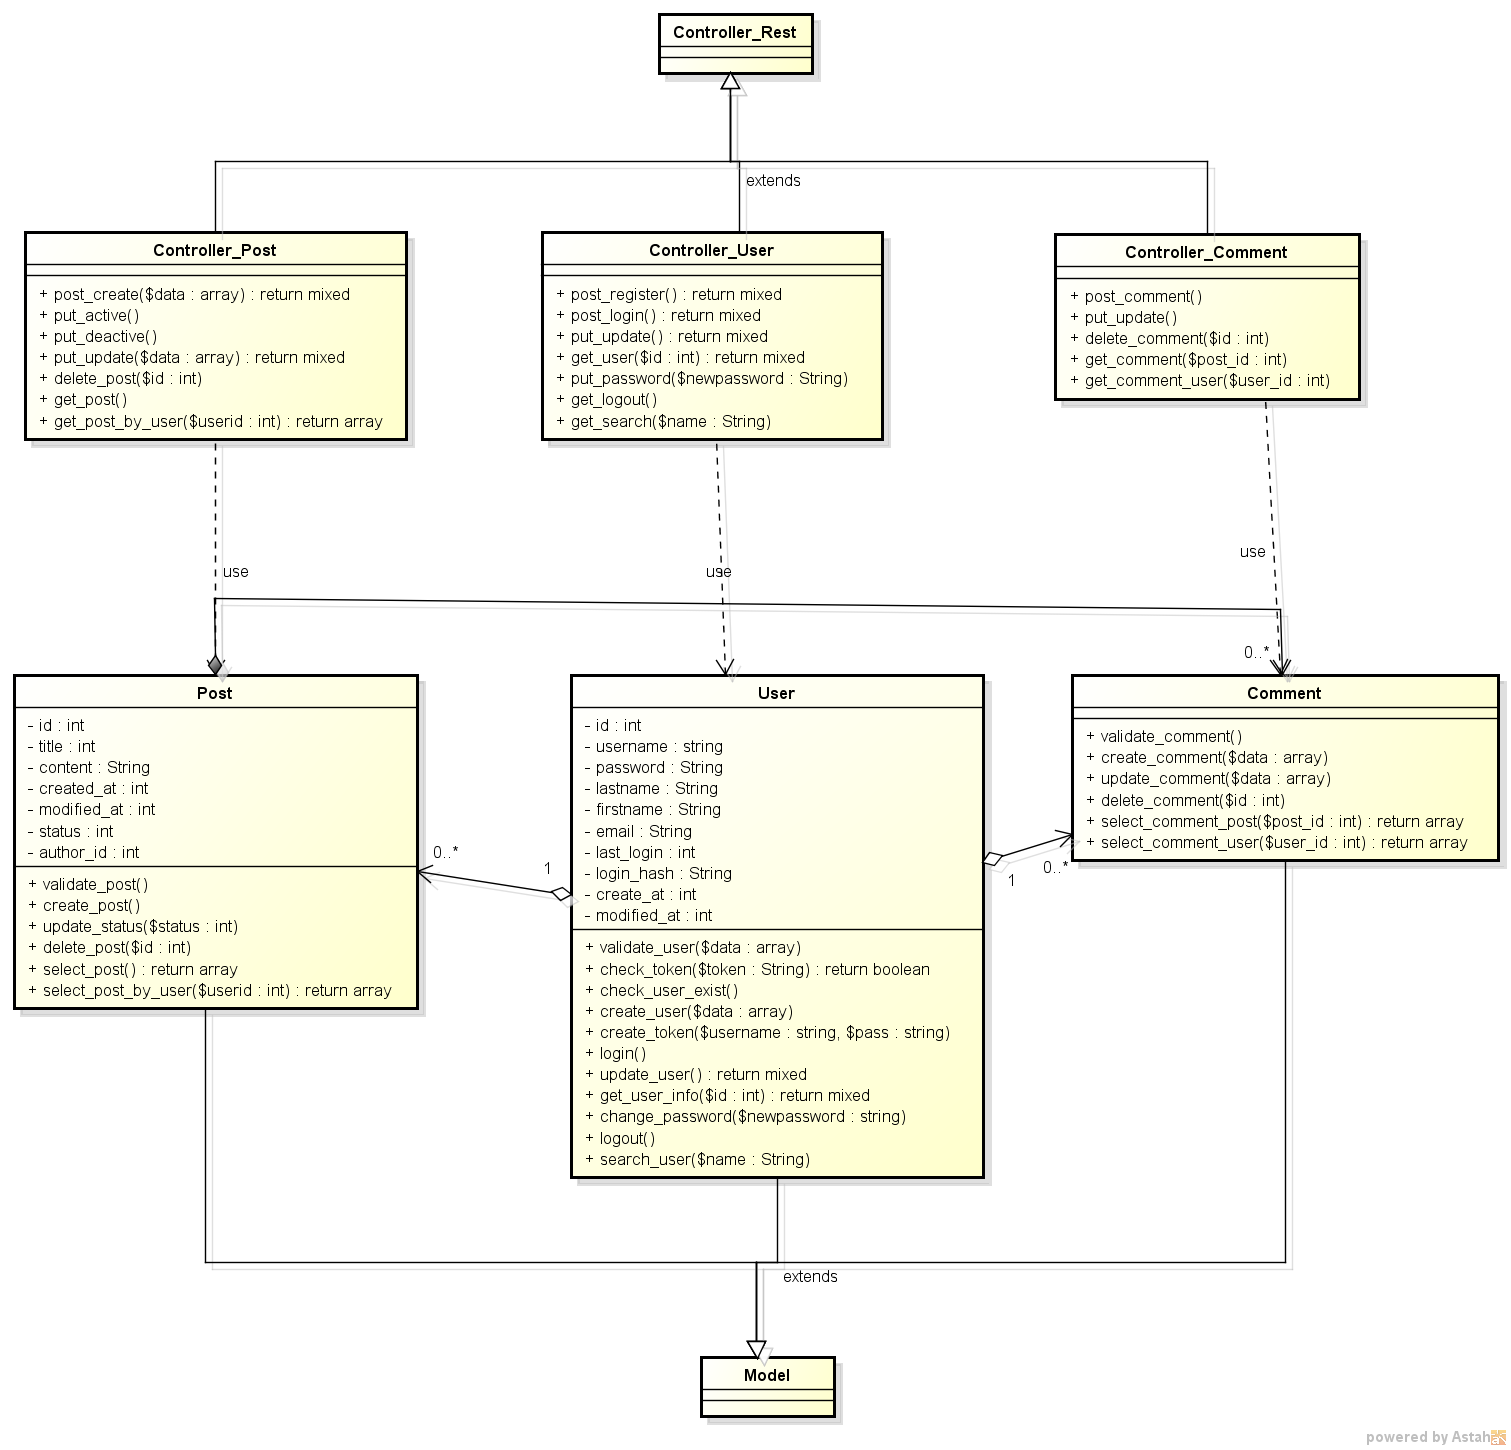 Controller_Rest
extends
Controller_Post
+ post_create($data : array) : return mixed
+ put_active()
+ put_deactive()
+ put_update($data : array) : return mixed
+ delete_post($id : int)
+ get_post()
+ get_post_by_user($userid : int) : return array
Controller_User
+ post_register() : return mixed
+ post_login() : return mixed
+ put_update() : return mixed
+ get_user($id : int) : return mixed
+ put_password($newpassword : String)
+ get_logout()
+ get_search($name : String)
Controller_Comment
+ post_comment()
+ put_update()
+ delete_comment($id : int)
+ get_comment($post_id : int)
+ get_comment_user($user_id : int)
use
use
use
0..*
Post
- id : int
- title : int
- content : String
- created_at : int
- modified_at : int
- status : int
- author_id : int
+ validate_post()
+ create_post()
+ update_status($status : int)
+ delete_post($id : int)
+ select_post() : return array
+ select_post_by_user($userid : int) : return array
0..*
1
User
- id : int
- username : string
- password : String
- lastname : String
- firstname : String
- email : String
- last_login : int
- login_hash : String
- create_at : int
- modified_at : int
+ validate_user($data : array)
+ check_token($token : String) : return boolean
+ check_user_exist()
+ create_user($data : array)
+ create_token($username : string, $pass : string)
+ login()
+ update_user() : return mixed
+ get_user_info($id : int) : return mixed
+ change_password($newpassword : string)
+ logout()
+ search_user($name : String)
1
0..*
Comment
+ validate_comment()
+ create_comment($data : array)
+ update_comment($data : array)
+ delete_comment($id : int)
+ select_comment_post($post_id : int) : return array
+ select_comment_user($user_id : int) : return array
extends
Model
powered by Astah